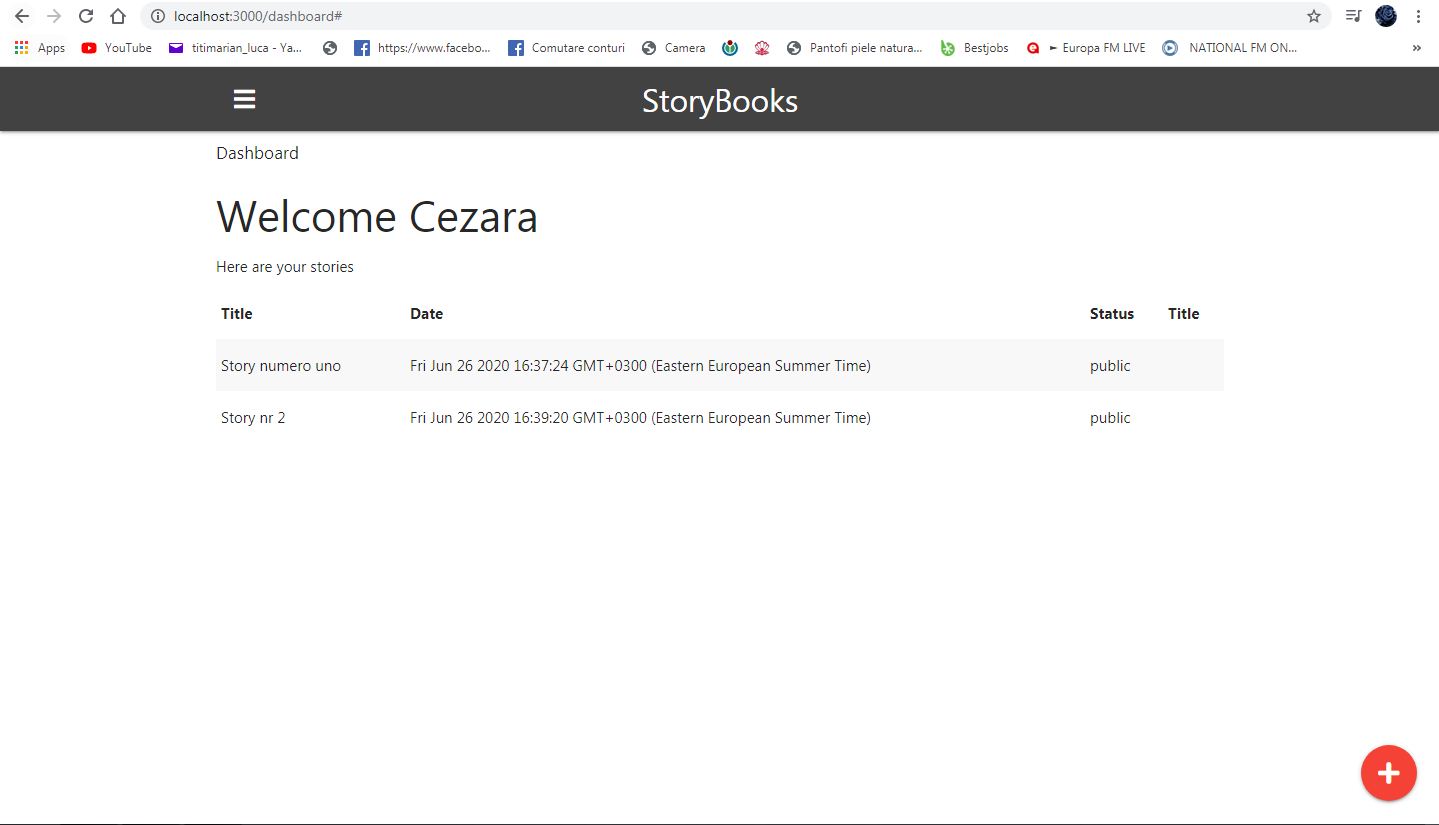 localhost:3000/dashboard#
Apps YouTube titimarian_luca - Ya... https://www.facebo... Comutare conturi Camera Pantofi piele natura... Bestjobs ► Europa FM LIVE NATIONAL FM ON... »
StoryBooks
Dashboard
Welcome Cezara
Here are your stories
Title Date Status Title
Story numero uno Fri Jun 26 2020 16:37:24 GMT+0300 (Eastern European Summer Time) public
Story nr 2 Fri Jun 26 2020 16:39:20 GMT+0300 (Eastern European Summer Time) public